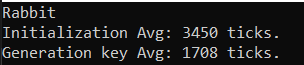 Rabbit
Initialization Avg: 3450 ticks.
Generation key Avg: 1708 ticks.